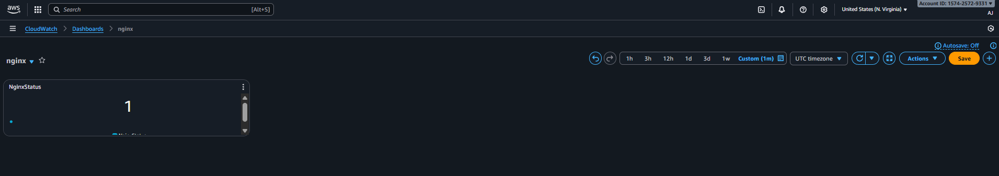 aws
Search [Alt+S]
United States (N. Virginia)
Account ID: 1574-2572-9331
AJ
CloudWatch Dashboards nginx
Autosave: Off
nginx
1h 3h 12h 1d 3d 1w Custom (1m) UTC timezone Actions Save
NginxStatus
1